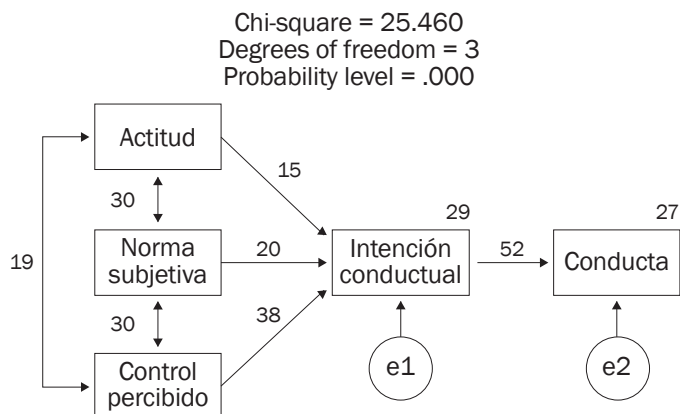 Chi-square = 25.460
Degrees of freedom = 3
Probability level = .000
Actitud
15
30
29
27
19
Norma
subjetiva
20
Intención
conductual
52
Conducta
30
38
Control
percibido
e1
e2